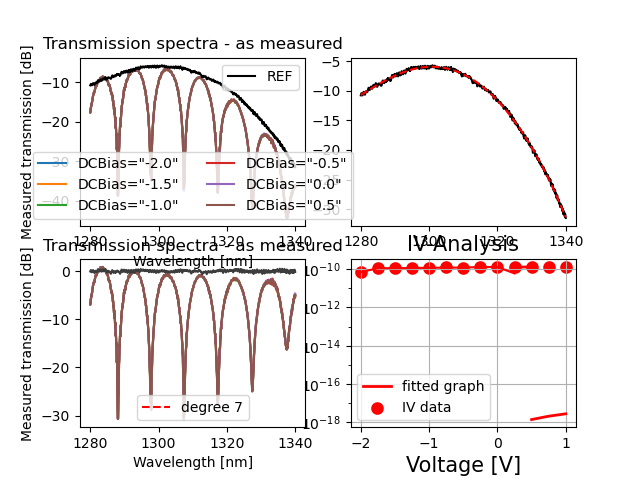 Transmission spectra - as measured
Measured transmission [dB]
−10
−20
−30
−40
REF
DCBias="-2.0"
DCBias="-1.5"
DCBias="-1.0"
DCBias="-0.5"
DCBias="0.0"
DCBias="0.5"
1280
1300
1320
1340
Wavelength [nm]
−5
−10
−15
−20
1280
1300
1320
1340
Transmission spectra - as measured
Measured transmission [dB]
0
−10
−20
−30
degree 7
1280
1300
1320
1340
Wavelength [nm]
IV Analysis
10⁻¹⁰
10⁻¹²
10⁻¹⁴
10⁻¹⁶
10⁻¹⁸
fitted graph
IV data
−2
−1
0
1
Voltage [V]